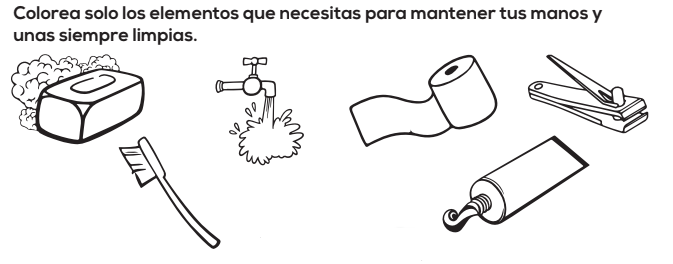 Colorea solo los elementos que necesitas para mantener tus manos y
unas siempre limpias.